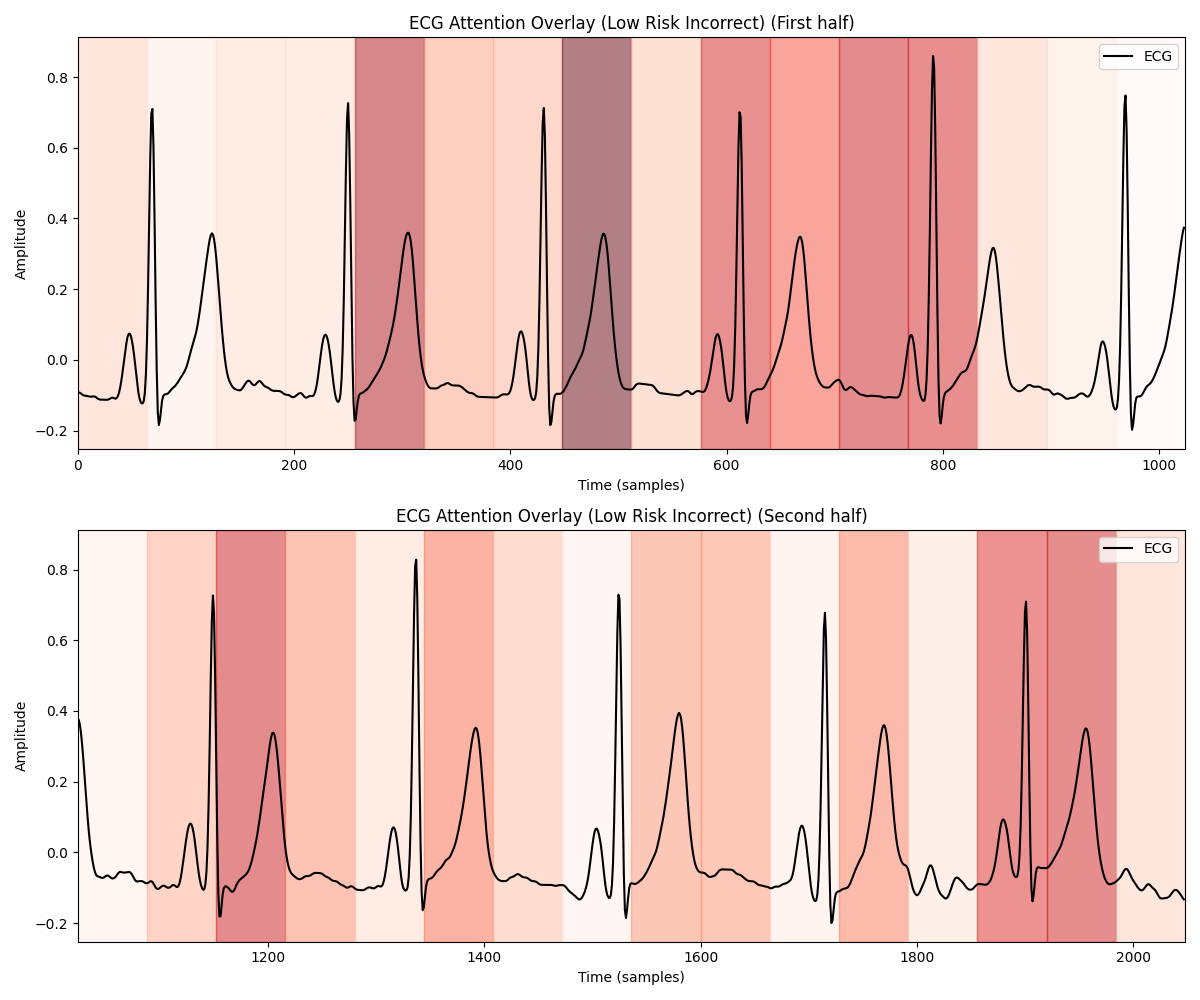 ECG Attention Overlay (Low Risk Incorrect) (First half)
ECG
Amplitude
0.8
0.6
0.4
0.2
0.0
−0.2
0 200 400 600 800 1000
Time (samples)
ECG Attention Overlay (Low Risk Incorrect) (Second half)
ECG
Amplitude
0.8
0.6
0.4
0.2
0.0
−0.2
1200 1400 1600 1800 2000
Time (samples)